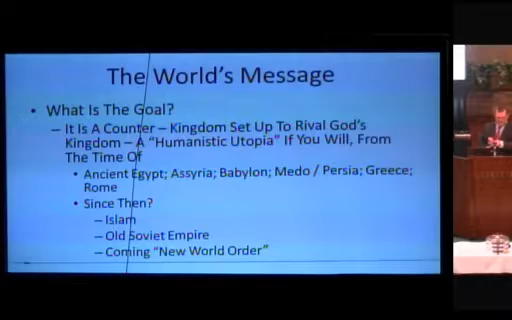 The World's Message
• What Is The Goal?
– It Is A Counter – Kingdom Set Up To Rival God's
Kingdom – A "Humanistic Utopia" If You Will, From
The Time Of
• Ancient Egypt; Assyria; Babylon; Medo / Persia; Greece;
Rome
• Since Then?
– Islam
– Old Soviet Empire
– Coming "New World Order"